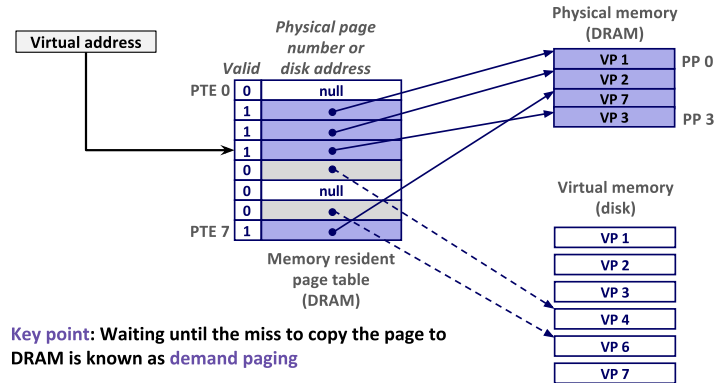 Virtual address
Physical page
number or
disk address
Valid
PTE 0
0 null
1
1
1
0
0 null
0
PTE 7 1
Memory resident
page table
(DRAM)
Physical memory
(DRAM)
VP 1 PP 0
VP 2
VP 7
VP 3 PP 3
Virtual memory
(disk)
VP 1
VP 2
VP 3
VP 4
VP 6
VP 7
Key point: Waiting until the miss to copy the page to
DRAM is known as demand paging